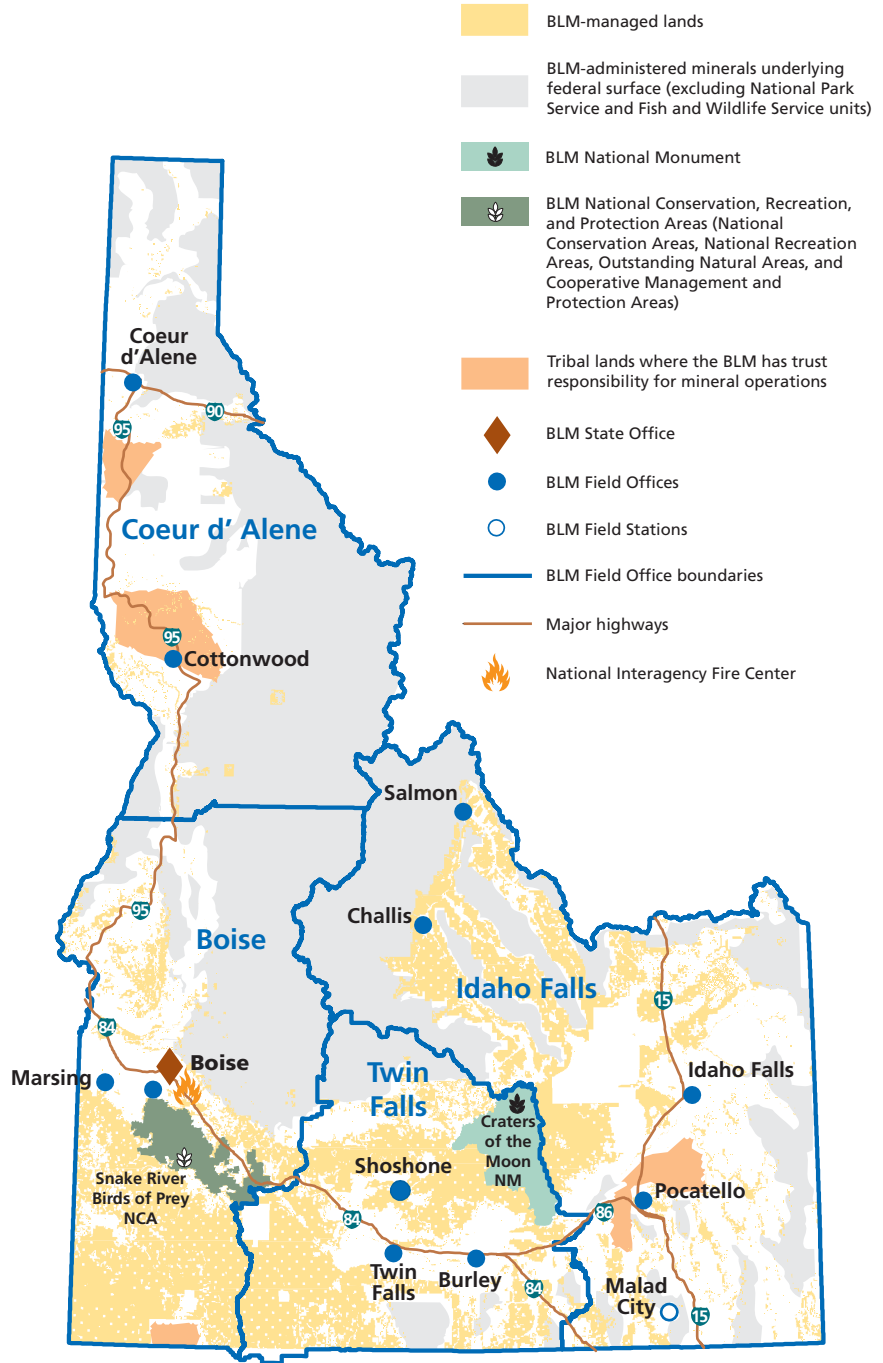 BLM-managed lands
BLM-administered minerals underlying
federal surface (excluding National Park
Service and Fish and Wildlife Service units)
BLM National Monument
BLM National Conservation, Recreation,
and Protection Areas (National
Conservation Areas, National Recreation
Areas, Outstanding Natural Areas, and
Cooperative Management and
Protection Areas)
Tribal lands where the BLM has trust
responsibility for mineral operations
BLM State Office
BLM Field Offices
BLM Field Stations
BLM Field Office boundaries
Major highways
National Interagency Fire Center
Coeur
d'Alene
90
95
Coeur d' Alene
95
Cottonwood
Salmon
95
Challis
Boise
Idaho Falls
15
84
Boise
Marsing
Twin
Falls
Idaho Falls
Craters
of the
Moon
NM
Shoshone
Snake River
Birds of Prey
NCA
Pocatello
84
86
Twin
Falls
Burley
84
Malad
City
15